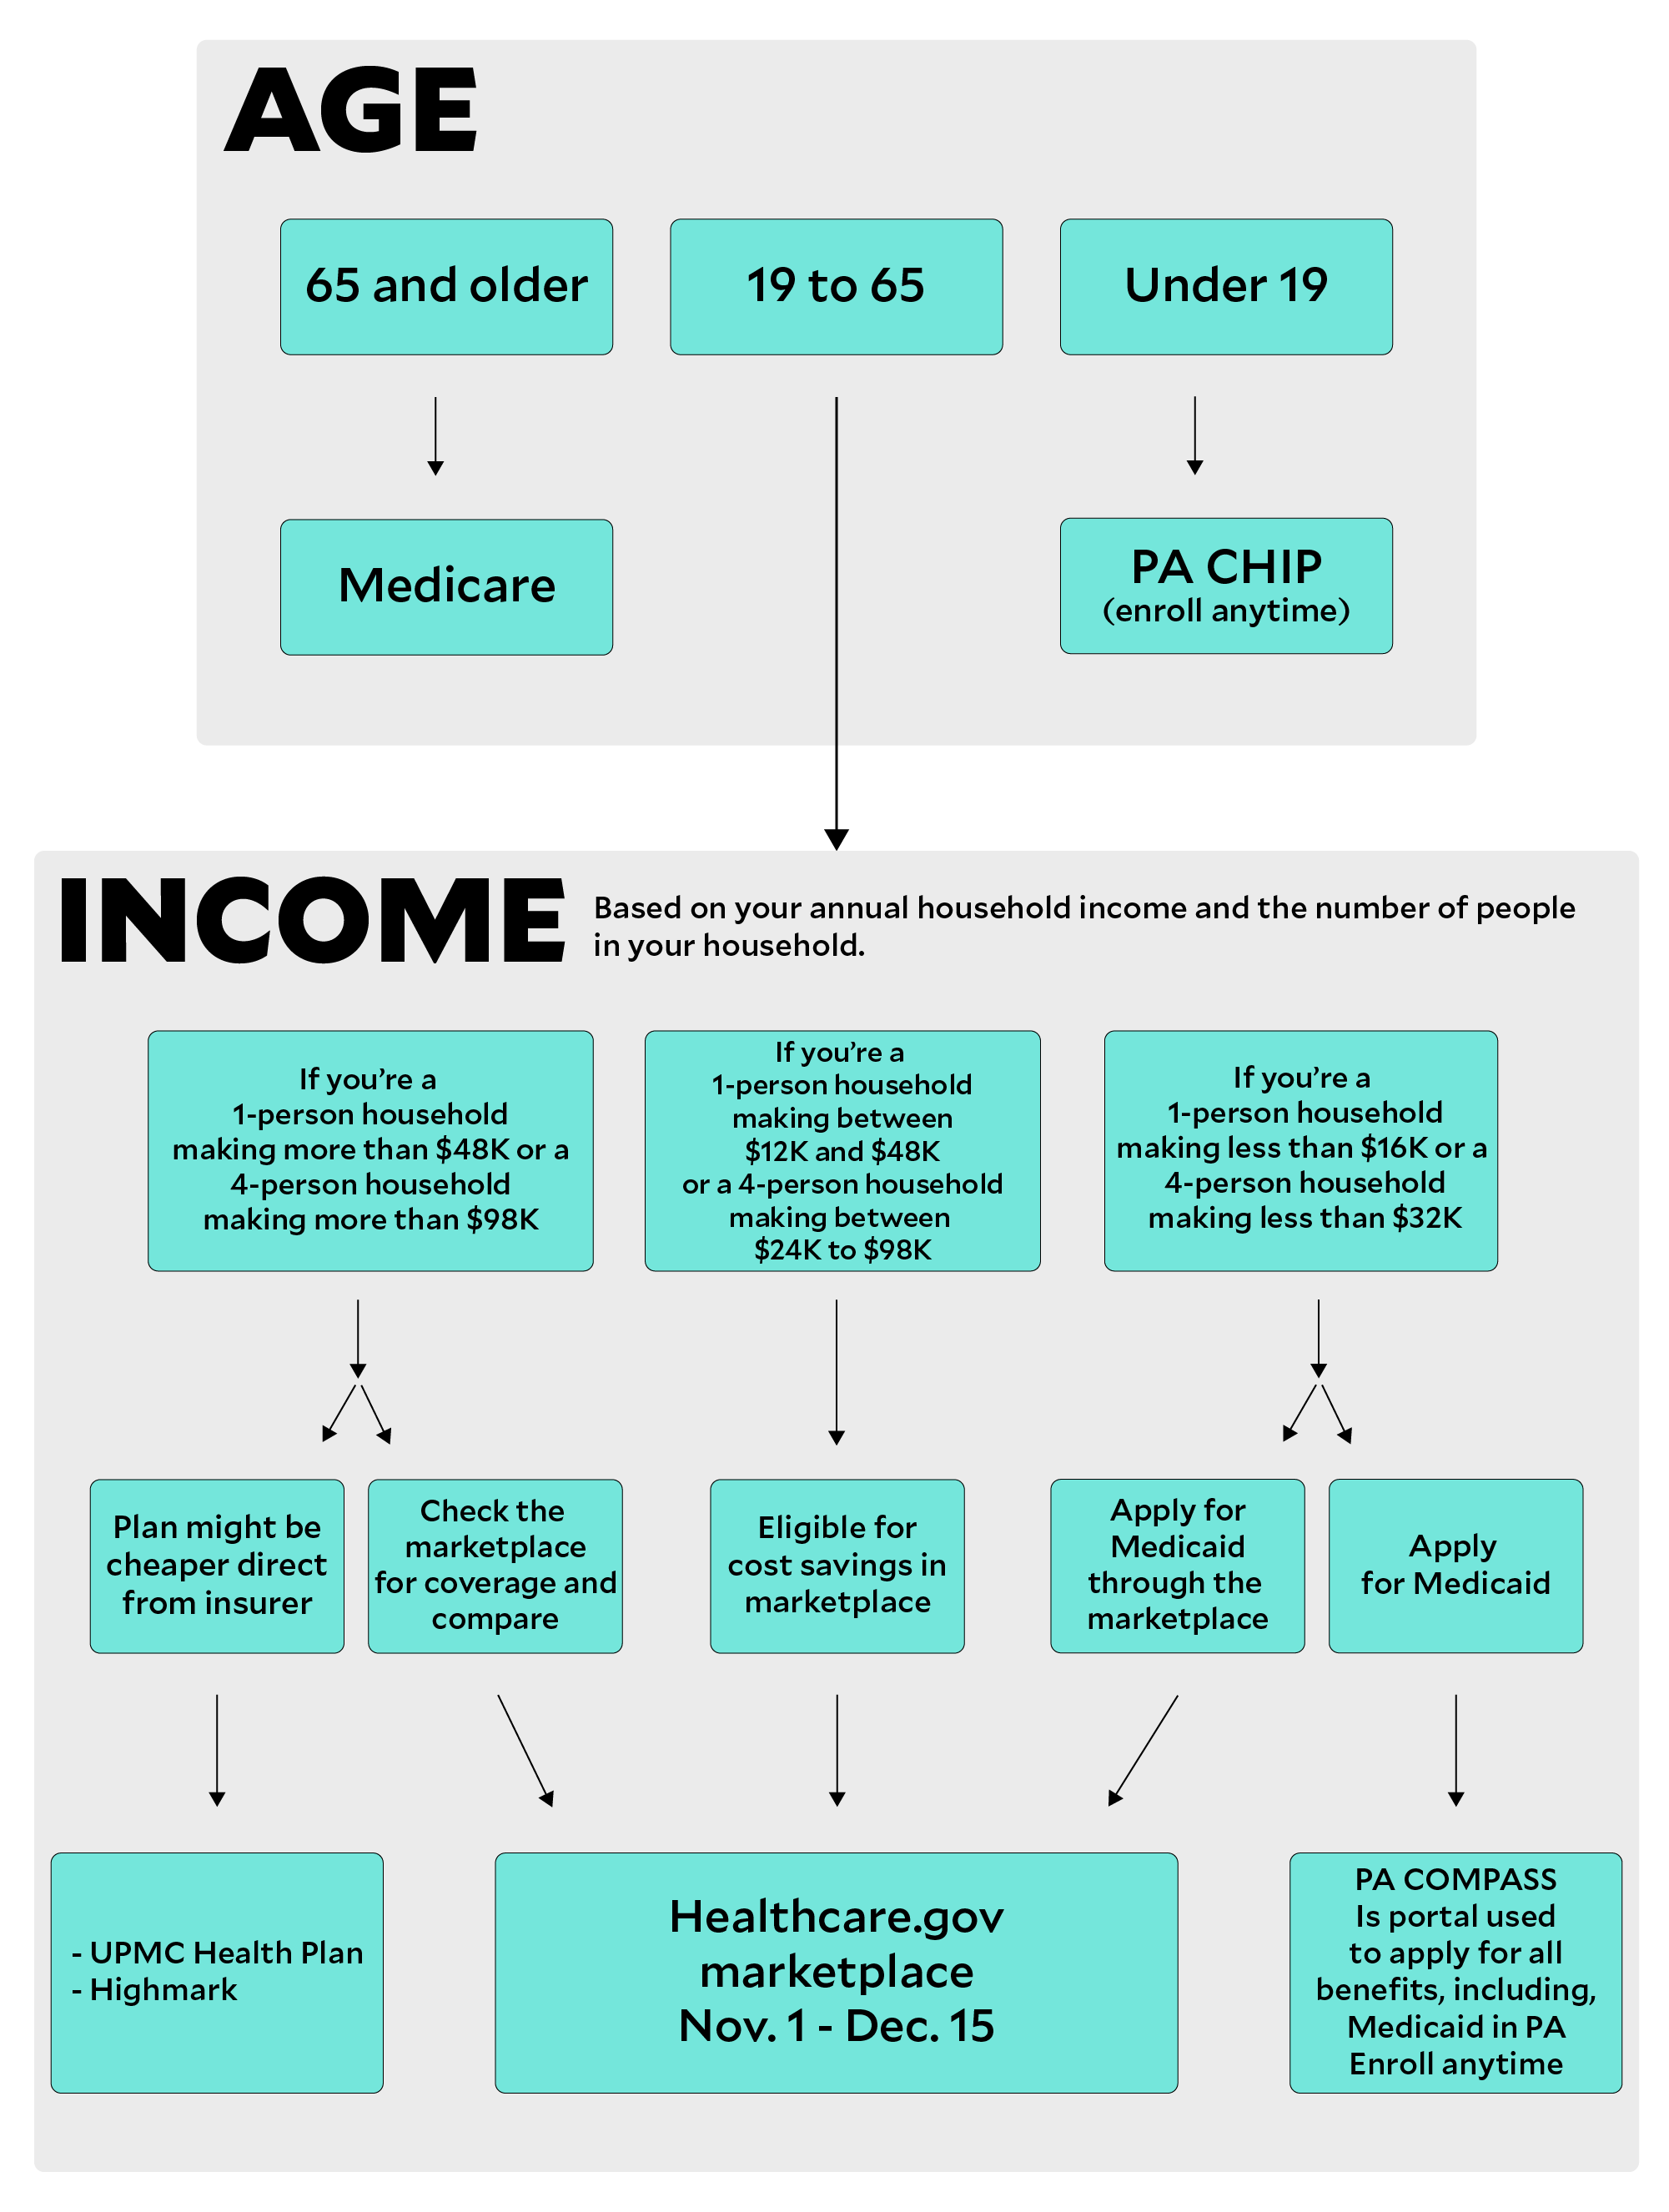 AGE
65 and older
19 to 65
Under 19
Medicare
PA CHIP
(enroll anytime)
INCOME
Based on your annual household income and the number of people
in your household.
If you’re a
1-person household
making more than $48K or a
4-person household
making more than $98K
If you’re a
1-person household
making between
$12K and $48K
or a 4-person household
making between
$24K to $98K
If you’re a
1-person household
making less than $16K or a
4-person household
making less than $32K
Plan might be
cheaper direct
from insurer
Check the
marketplace
for coverage and
compare
Eligible for
cost savings in
marketplace
Apply for
Medicaid
through the
marketplace
Apply
for Medicaid
- UPMC Health Plan
- Highmark
Healthcare.gov
marketplace
Nov. 1 - Dec. 15
PA COMPASS
Is portal used
to apply for all
benefits, including,
Medicaid in PA
Enroll anytime